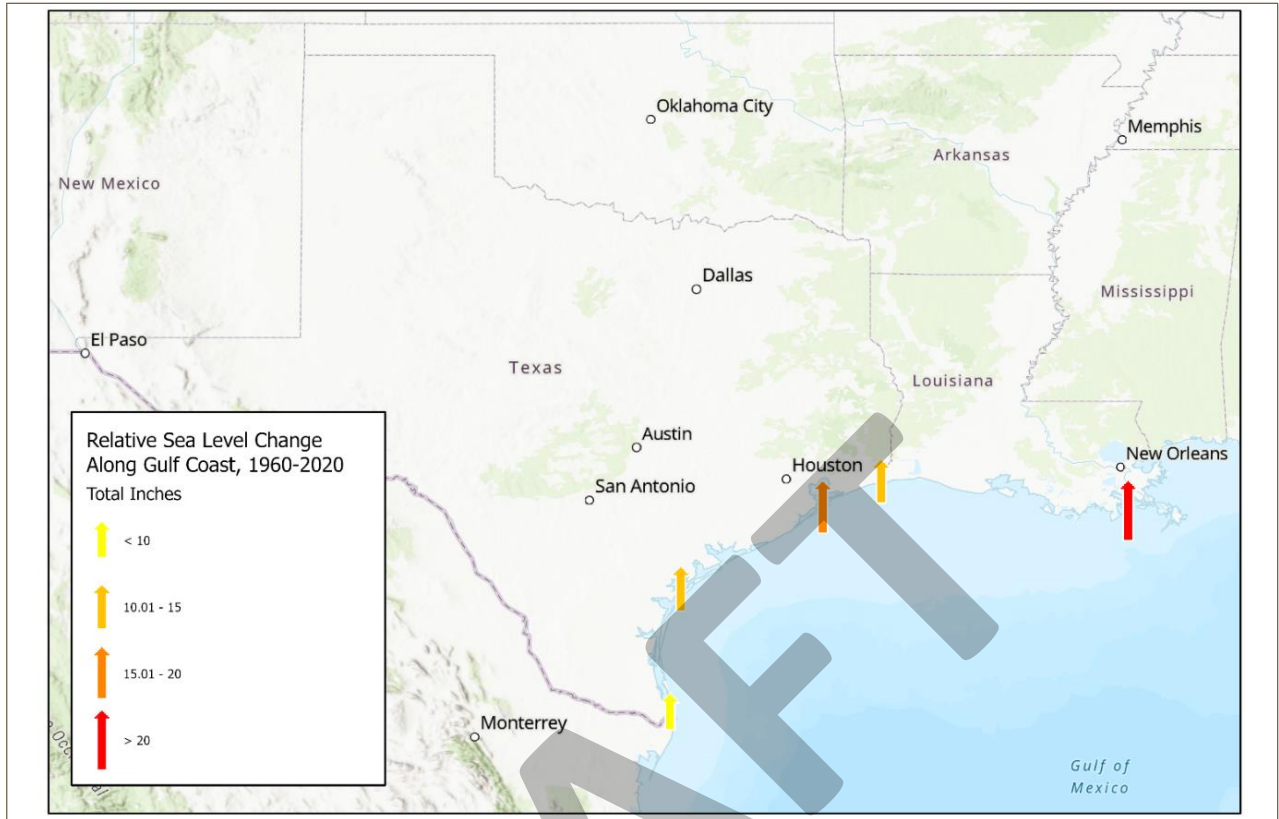 Oklahoma City
Memphis
Arkansas
New Mexico
Dallas
Mississippi
El Paso
Texas
Louisiana
Austin
Houston
New Orleans
San Antonio
Monterrey
Gulf of
Mexico
Relative Sea Level Change
Along Gulf Coast, 1960-2020
Total Inches
< 10
10.01 - 15
15.01 - 20
> 20